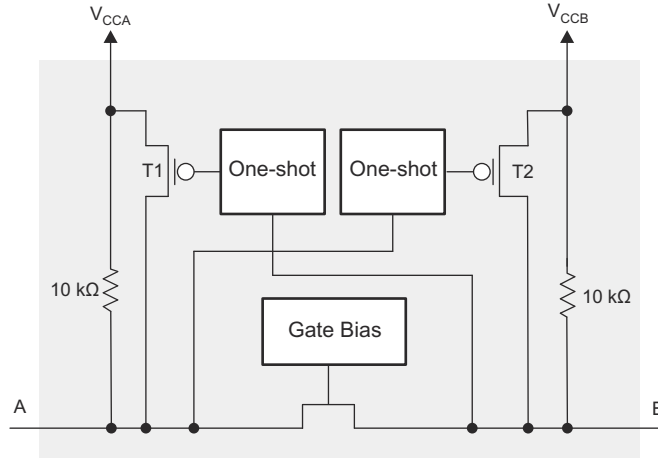 VCCA
VCCB
T1
One-shot
One-shot
T2
10 kΩ
10 kΩ
Gate Bias
A